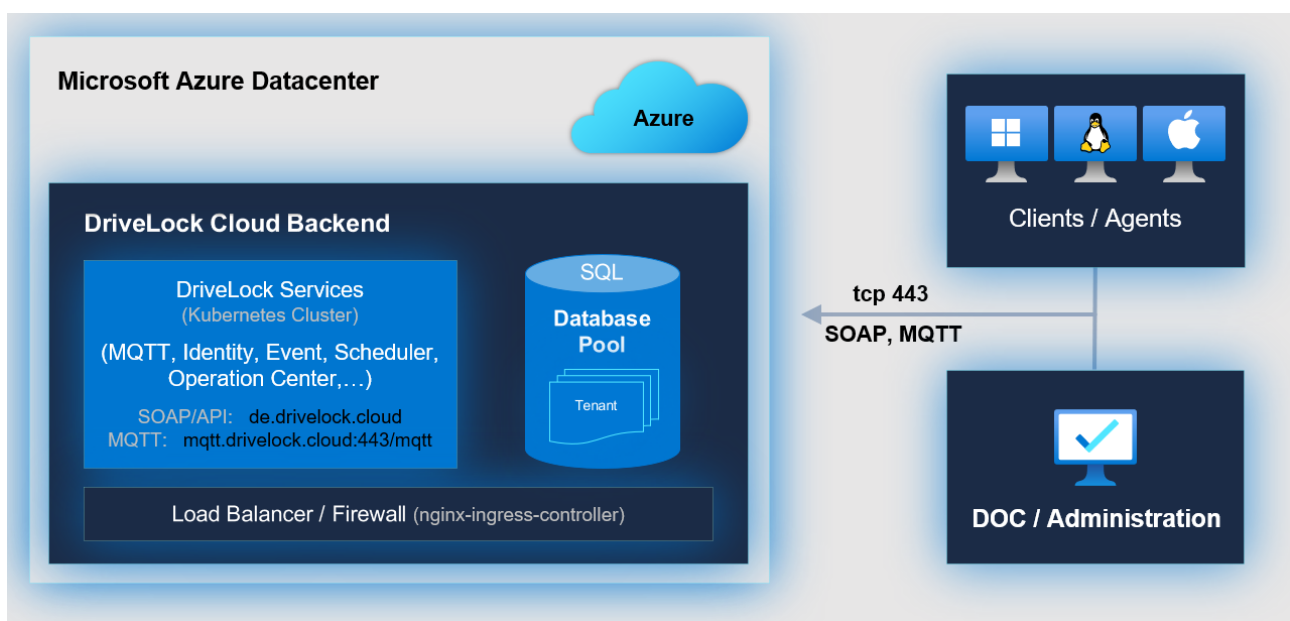 Microsoft Azure Datacenter
Azure
DriveLock Cloud Backend
DriveLock Services
(Kubernetes Cluster)
(MQTT, Identity, Event, Scheduler,
Operation Center,…)
SOAP/API: de.drivelock.cloud
MQTT: mqtt.drivelock.cloud:443/mqtt
SQL
Database
Pool
Tenant
Load Balancer / Firewall (nginx-ingress-controller)
tcp 443
SOAP, MQTT
Clients / Agents
DOC / Administration